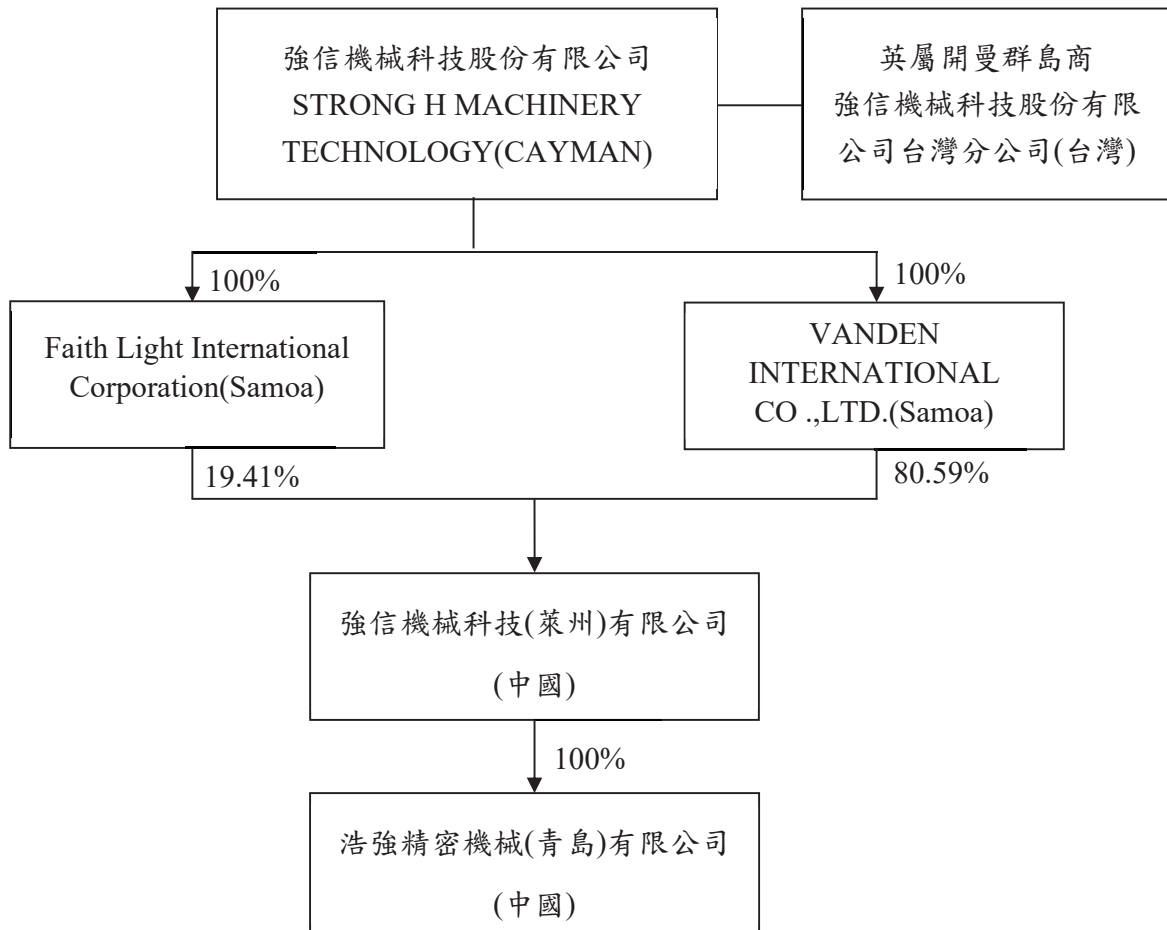 強信機械科技股份有限公司
STRONG H MACHINERY
TECHNOLOGY(CAYMAN)
英屬開曼群島商
強信機械科技股份有限
公司台灣分公司(台灣)
100%
100%
Faith Light International
Corporation(Samoa)
VANDEN
INTERNATIONAL
CO .,LTD.(Samoa)
19.41%
80.59%
強信機械科技(萊州)有限公司
(中國)
100%
浩強精密機械(青島)有限公司
(中國)